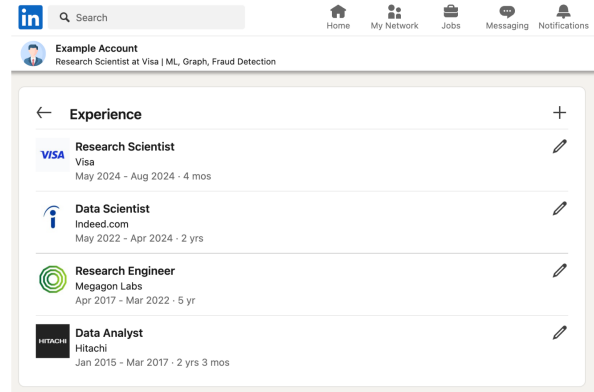 in
Search
Home
My Network
Jobs
Messaging
Notifications
Example Account
Research Scientist at Visa | ML, Graph, Fraud Detection
Experience
VISA
Research Scientist
Visa
May 2024 - Aug 2024 · 4 mos
Data Scientist
Indeed.com
May 2022 - Apr 2024 · 2 yrs
Research Engineer
Megagon Labs
Apr 2017 - Mar 2022 · 5 yr
HITACHI
Data Analyst
Hitachi
Jan 2015 - Mar 2017 · 2 yrs 3 mos